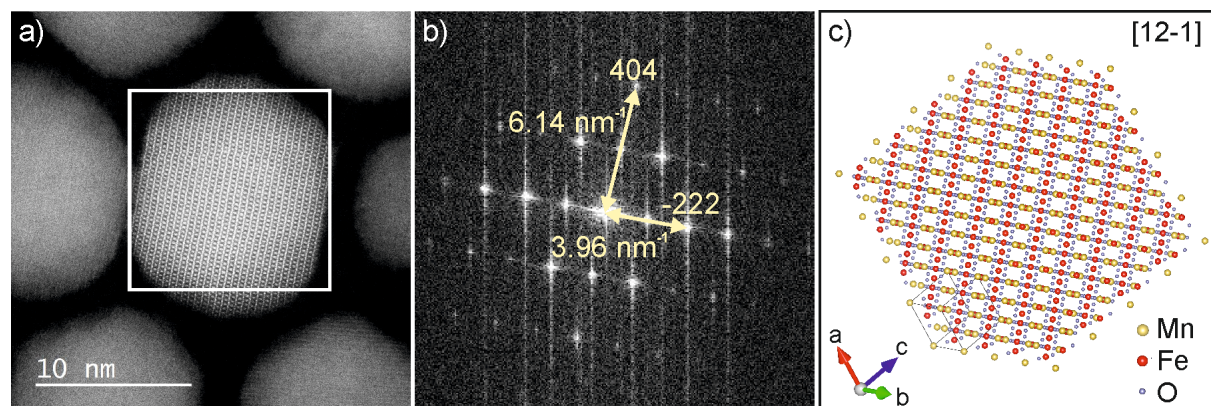 a)
10 nm
b)
404
6.14 nm⁻¹
-222
3.96 nm⁻¹
c)
[12-1]
a
c
b
Mn
Fe
O